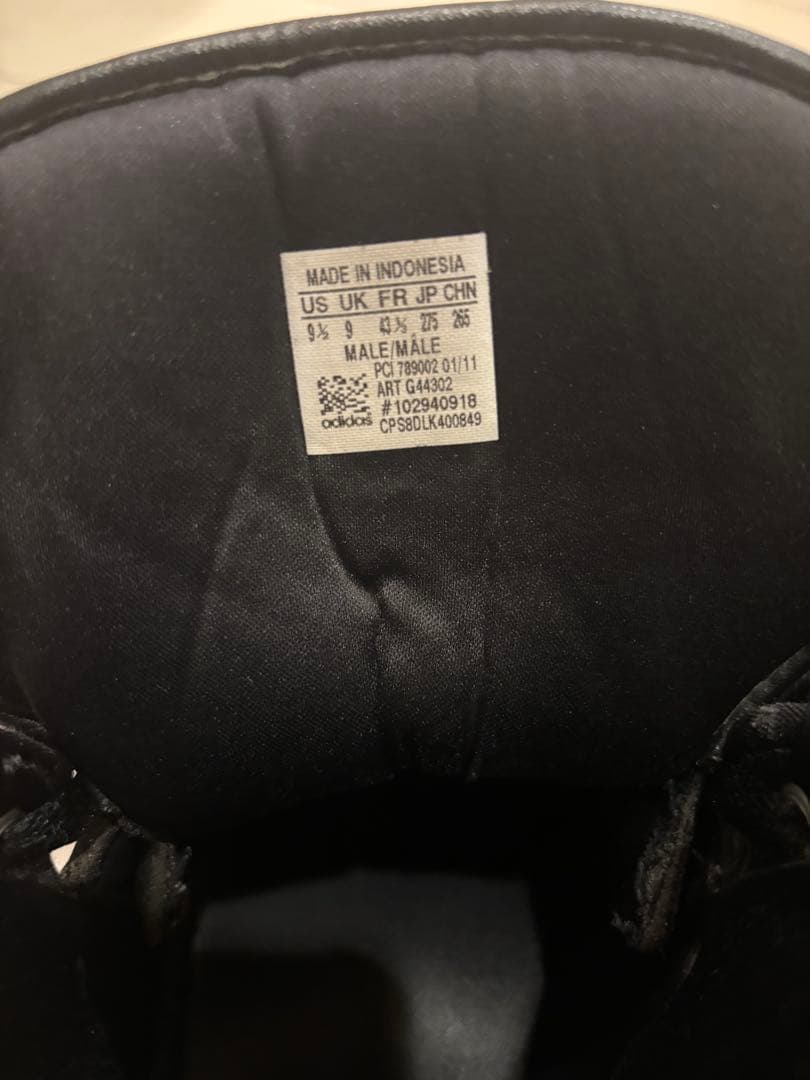 MADE IN INDONESIA
US UK FR JP CHN
9½ 9 43⅓ 275 265
MALE/MÂLE
PCI 789002 01/11
ART G44302
#102940918
adidas CPS8DLK400849